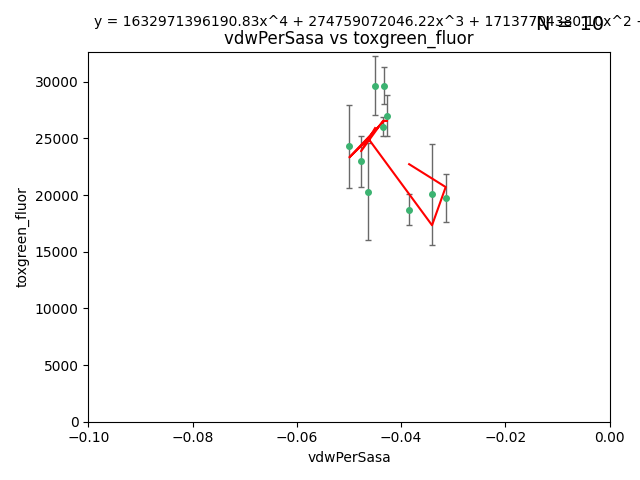 y = 1632971396190.83x^4 + 274759072046.22x^3 +
N = 10
vdwPerSasa vs toxgreen_fluor
toxgreen_fluor
30000
25000
20000
15000
10000
5000
0
−0.10
−0.08
−0.06
−0.04
−0.02
0.00
vdwPerSasa